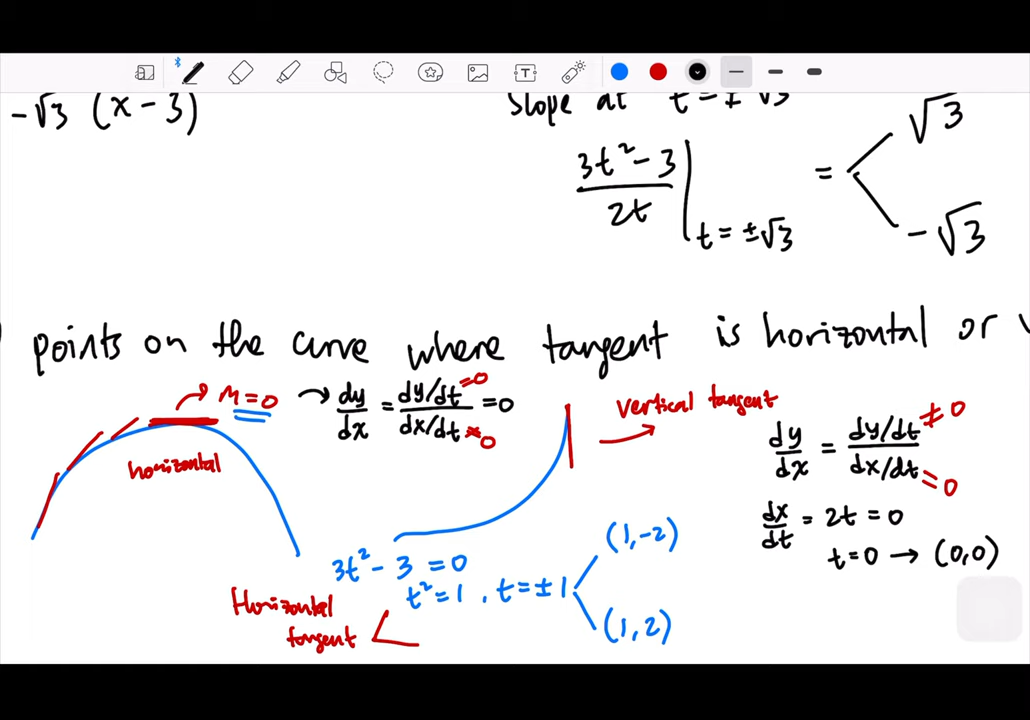 -√3 (x - 3)
slope at t = ± √3
(3t² - 3)/(2t) | t = ±√3 = √3
- √3
points on the curve where tangent is horizontal or
M = 0 → dy/dx = (dy/dt = 0)/(dx/dt ≠ 0) = 0
horizontal
vertical tangent
dy/dx = (dy/dt ≠ 0)/(dx/dt = 0)
dx/dt = 2t = 0
t = 0 → (0,0)
3t² - 3 = 0
t² = 1 , t = ± 1
(1, -2)
(1, 2)
Horizontal
tangent